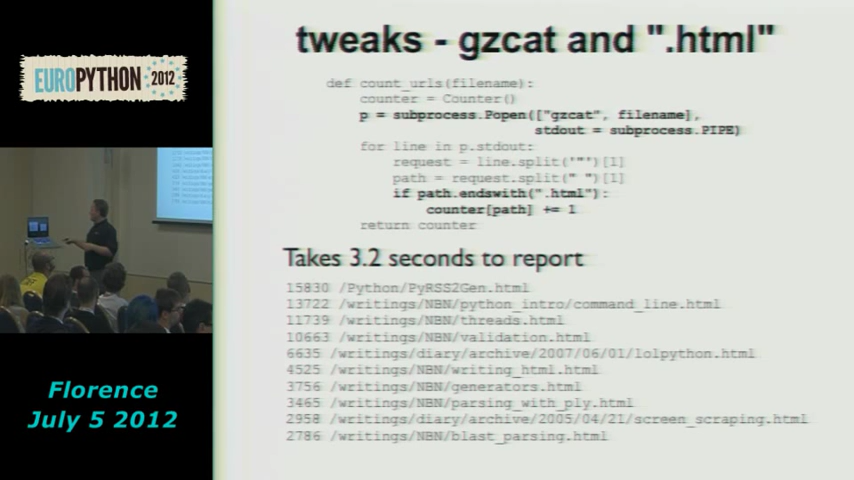 tweaks - gzcat and ".html"
EUROPYTHON 2012
def count_urls(filename):
counter = Counter()
p = subprocess.Popen(["gzcat", filename],
stdout = subprocess.PIPE)
for line in p.stdout:
request = line.split('"')[1]
path = request.split(" ")[1]
if path.endswith(".html"):
counter[path] += 1
return counter
Takes 3.2 seconds to report
15830 /Python/PyRSS2Gen.html
13722 /writings/NBN/python_intro/command_line.html
11739 /writings/NBN/threads.html
10663 /writings/NBN/validation.html
6635 /writings/diary/archive/2007/06/01/lolpython.html
4525 /writings/NBN/writing_html.html
3756 /writings/NBN/generators.html
3465 /writings/NBN/parsing_with_ply.html
2958 /writings/diary/archive/2005/04/21/screen_scraping.html
2786 /writings/NBN/blast_parsing.html
Florence
July 5 2012